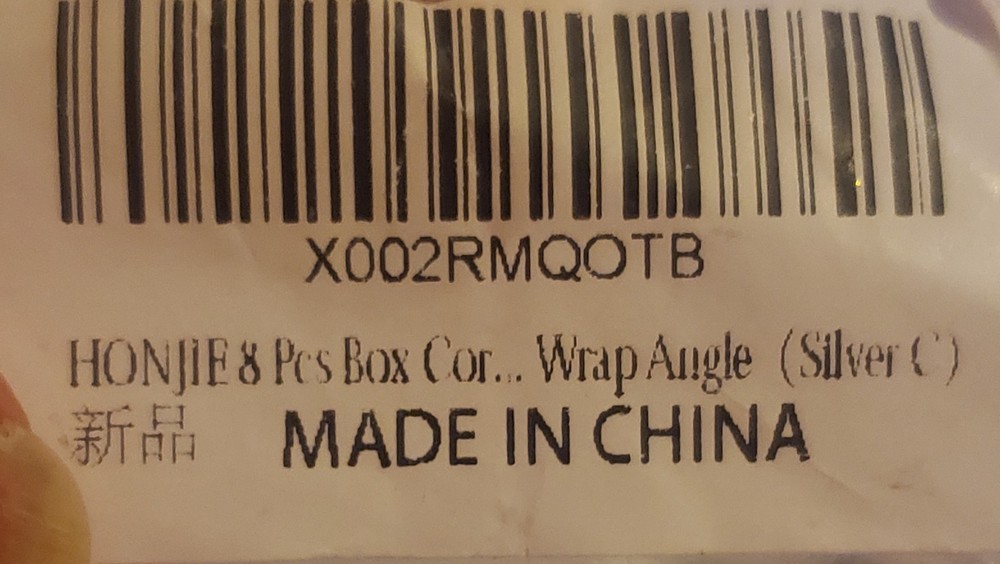 X002RMQOTB
HONJIE 8 Pcs Box Cor... Wrap Angle (Silver C)
新品 MADE IN CHINA